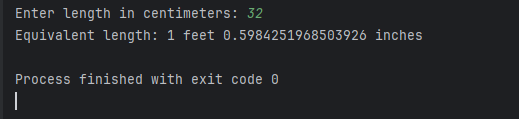 Enter length in centimeters: 32
Equivalent length: 1 feet 0.5984251968503926 inches
Process finished with exit code 0